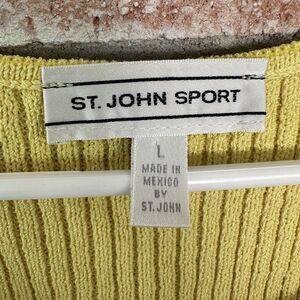 ST. JOHN SPORT
L
MADE IN
MEXICO
BY
ST. JOHN